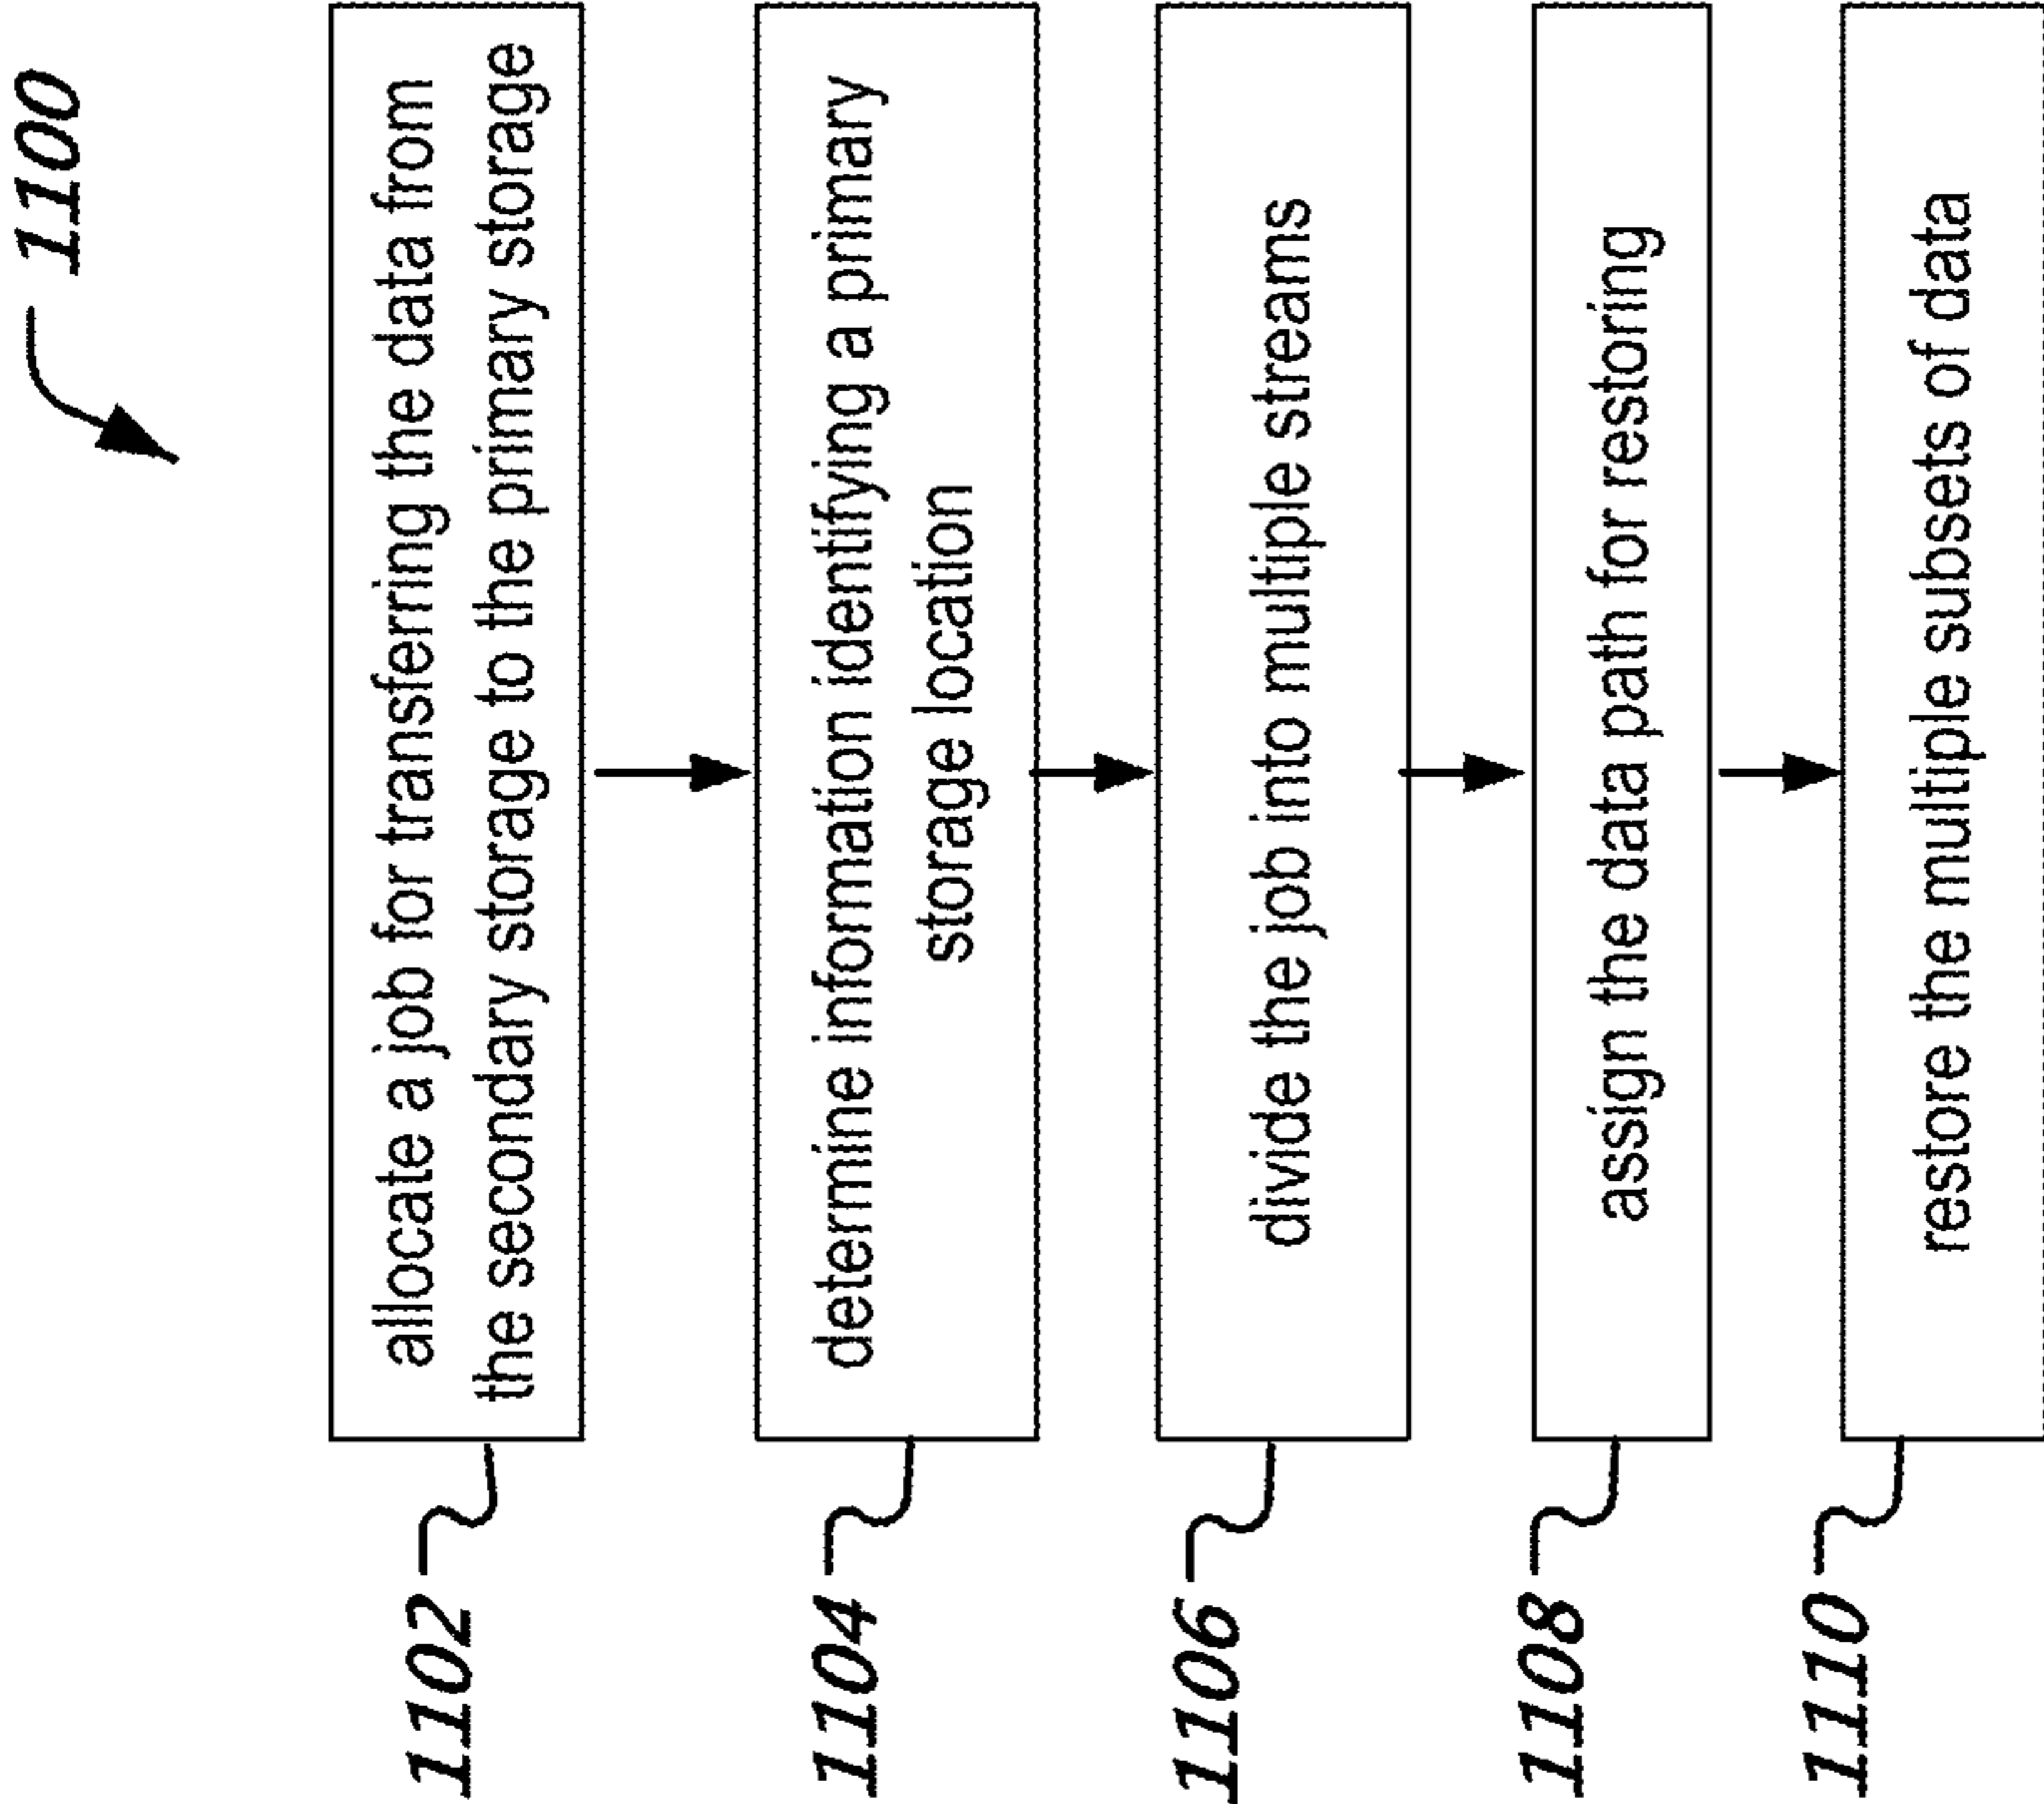 1100
1102
allocate a job for transferring the data from
the secondary storage to the primary storage
1104
determine information identifying a primary
storage location
1106
divide the job into multiple streams
1108
assign the data path for restoring
1110
restore the multiple subsets of data